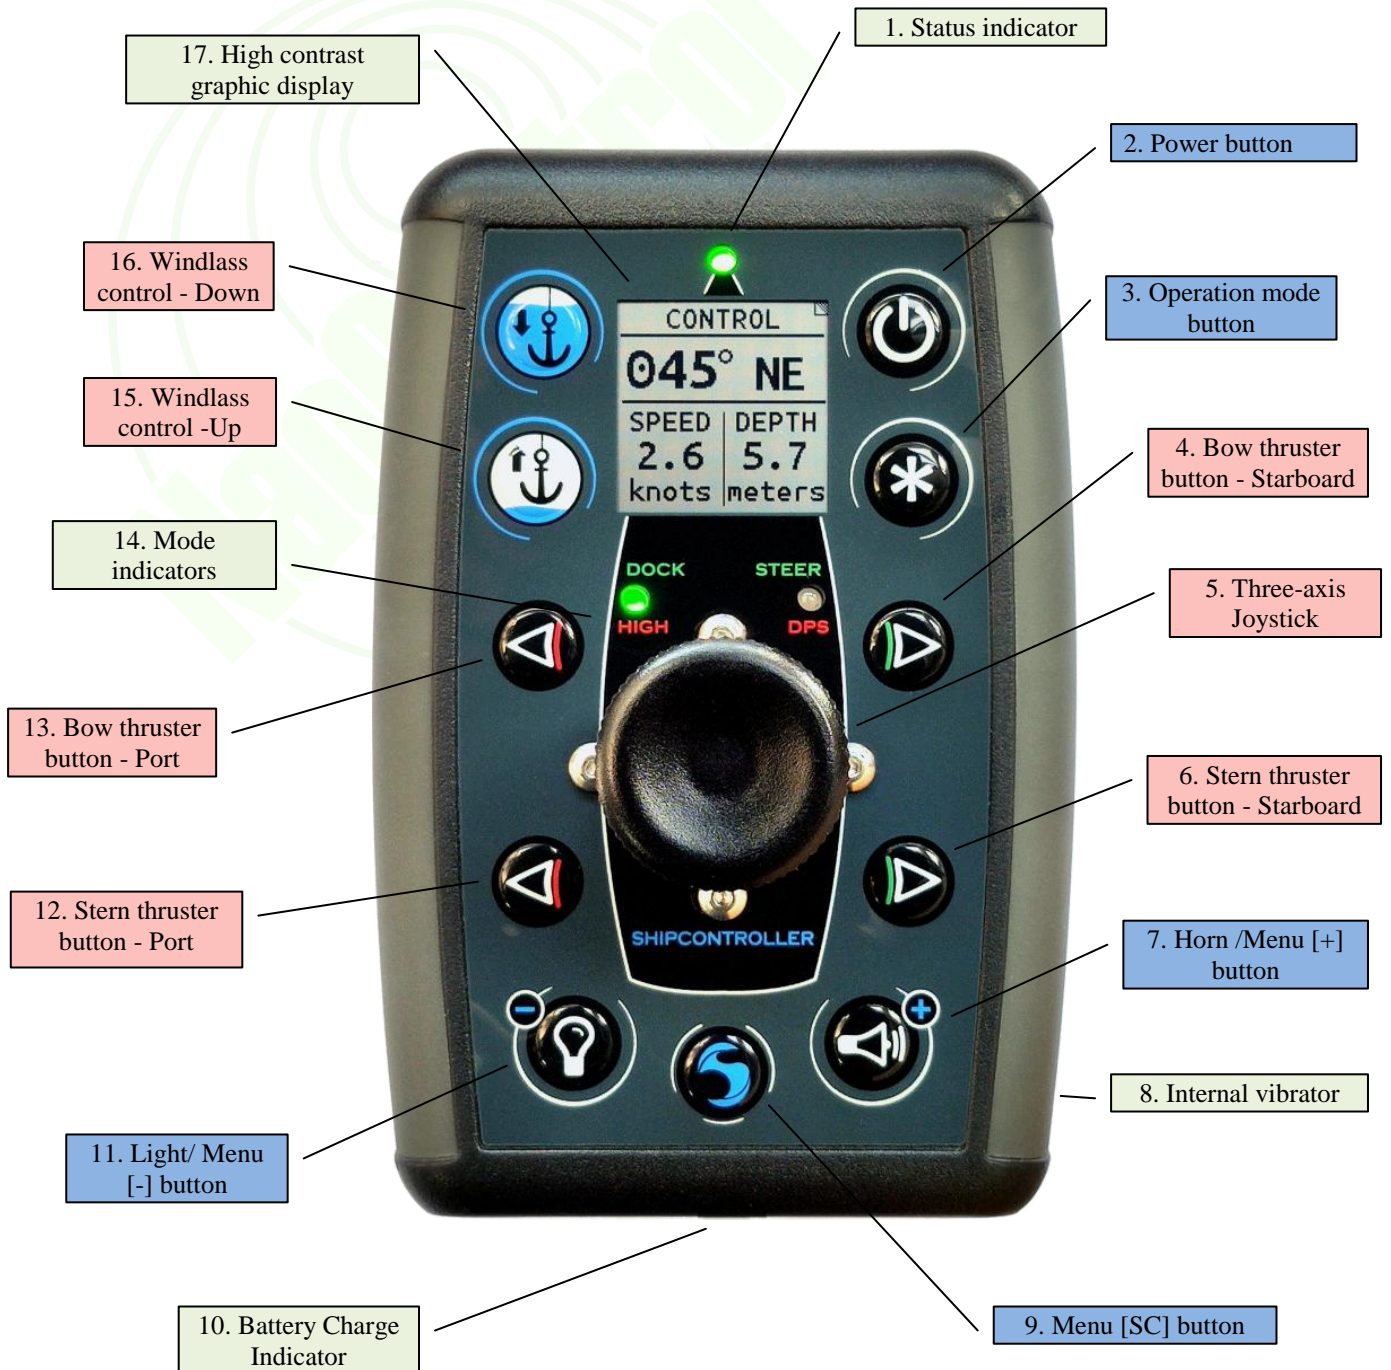 1. Status indicator
17. High contrast
graphic display
2. Power button
16. Windlass
control - Down
3. Operation mode
button
CONTROL
045° NE
SPEED DEPTH
2.6 5.7
knots meters
15. Windlass
control -Up
4. Bow thruster
button - Starboard
14. Mode
indicators
DOCK STEER
HIGH DPS
5. Three-axis
Joystick
13. Bow thruster
button - Port
6. Stern thruster
button - Starboard
12. Stern thruster
button - Port
SHIPCONTROLLER
7. Horn /Menu [+]
button
8. Internal vibrator
11. Light/ Menu
[-] button
10. Battery Charge
Indicator
9. Menu [SC] button